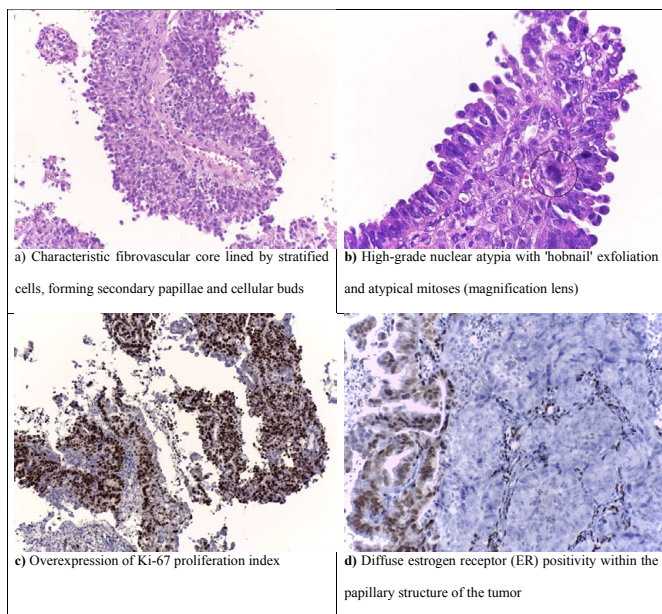 a) Characteristic fibrovascular core lined by stratified
cells, forming secondary papillae and cellular buds
b) High-grade nuclear atypia with 'hobnail' exfoliation
and atypical mitoses (magnification lens)
c) Overexpression of Ki-67 proliferation index
d) Diffuse estrogen receptor (ER) positivity within the
papillary structure of the tumor